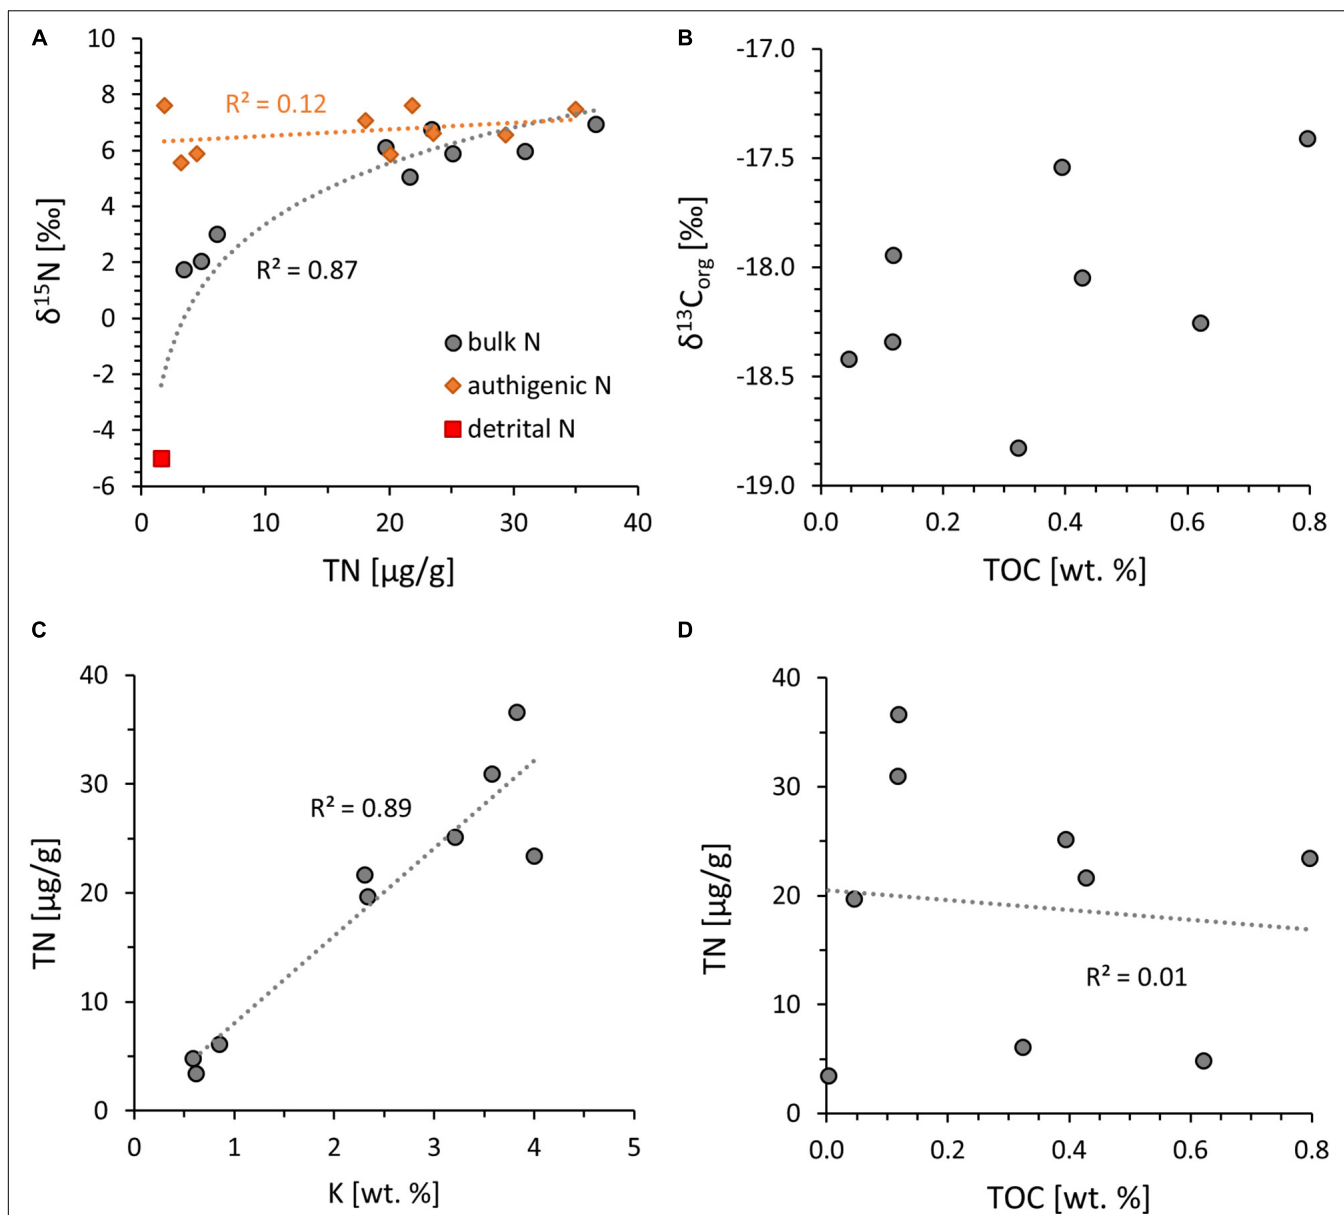 A
10
8
6
4
2
0
-2
-4
-6
δ¹⁵N [‰]
R² = 0.12
R² = 0.87
bulk N
authigenic N
detrital N
0 10 20 30 40
TN [µg/g]
B
-17.0
-17.5
-18.0
-18.5
-19.0
δ¹³Corg [‰]
0.0 0.2 0.4 0.6 0.8
TOC [wt. %]
C
40
30
20
10
0
TN [µg/g]
R² = 0.89
0 1 2 3 4 5
K [wt. %]
D
40
30
20
10
0
TN [µg/g]
R² = 0.01
0.0 0.2 0.4 0.6 0.8
TOC [wt. %]